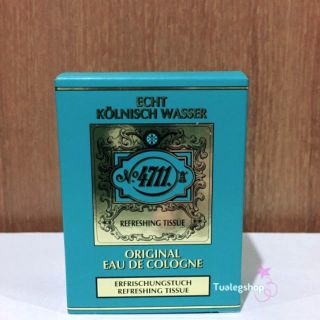 ECHT
KÖLNISCH WASSER
No 4711.
REFRESHING TISSUE
ORIGINAL
EAU DE COLOGNE
ERFRISCHUNGSTUCH
REFRESHING TISSUE
Tualegshop